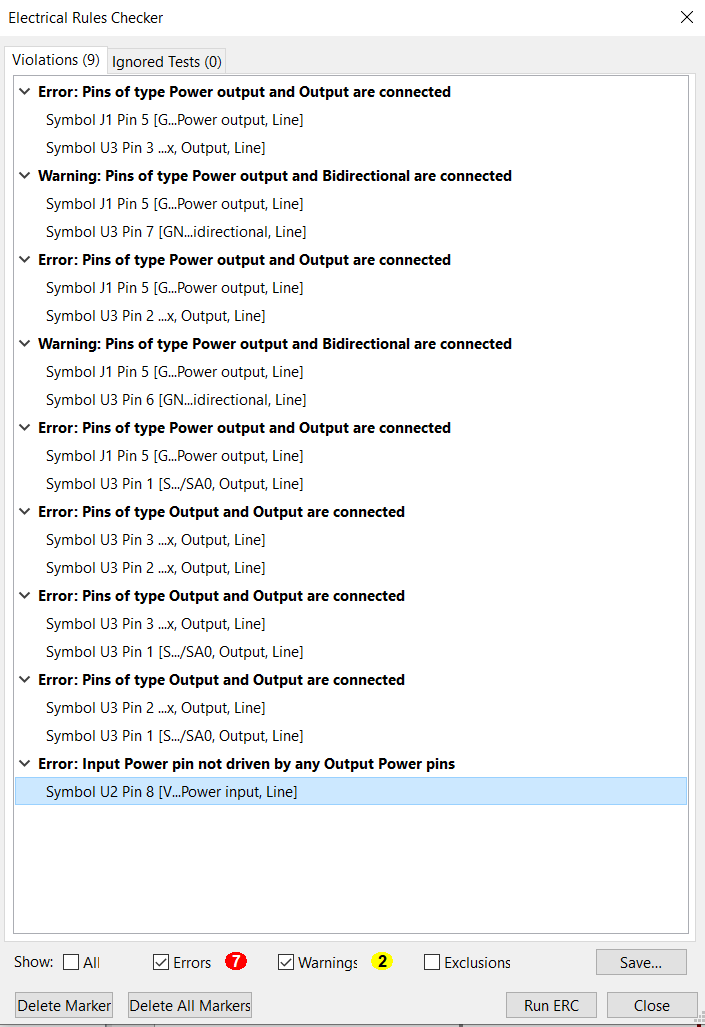 Electrical Rules Checker
Violations (9)
Ignored Tests (0)
Error: Pins of type Power output and Output are connected
Symbol J1 Pin 5 [G...Power output, Line]
Symbol U3 Pin 3 ...x, Output, Line]
Warning: Pins of type Power output and Bidirectional are connected
Symbol J1 Pin 5 [G...Power output, Line]
Symbol U3 Pin 7 [GN...idirectional, Line]
Error: Pins of type Power output and Output are connected
Symbol J1 Pin 5 [G...Power output, Line]
Symbol U3 Pin 2 ...x, Output, Line]
Warning: Pins of type Power output and Bidirectional are connected
Symbol J1 Pin 5 [G...Power output, Line]
Symbol U3 Pin 6 [GN...idirectional, Line]
Error: Pins of type Power output and Output are connected
Symbol J1 Pin 5 [G...Power output, Line]
Symbol U3 Pin 1 [S.../SA0, Output, Line]
Error: Pins of type Output and Output are connected
Symbol U3 Pin 3 ...x, Output, Line]
Symbol U3 Pin 2 ...x, Output, Line]
Error: Pins of type Output and Output are connected
Symbol U3 Pin 3 ...x, Output, Line]
Symbol U3 Pin 1 [S.../SA0, Output, Line]
Error: Pins of type Output and Output are connected
Symbol U3 Pin 2 ...x, Output, Line]
Symbol U3 Pin 1 [S.../SA0, Output, Line]
Error: Input Power pin not driven by any Output Power pins
Symbol U2 Pin 8 [V...Power input, Line]
Show: All Errors 7 Warnings 2 Exclusions Save...
Delete Marker Delete All Markers Run ERC Close